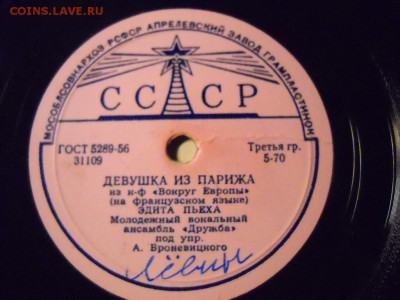 COINS.ЛАВЕ.RU
МОСОБЛСОВНАРХОЗ РСФСР АПРЕЛЕВСКИЙ ЗАВОД ГРАМПЛАСТИНОК
СССР
ГОСТ 5289-56
31109
Третья гр.
5-70
ДЕВУШКА ИЗ ПАРИЖА
из к-ф «Вокруг Европы»
(на французском языке)
ЭДИТА ПЬЕХА
Молодежный вокальный
ансамбль «Дружба»
под упр.
А. Броневицкого